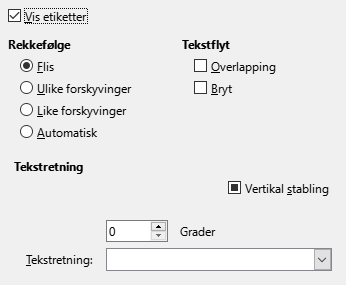 Vis etiketter
Rekkefølge
Flis
Ulike forskyvinger
Like forskyvinger
Automatisk
Tekstflyt
Overlapping
Bryt
Tekstretning
Vertikal stabling
0 Grader
Tekstretning: